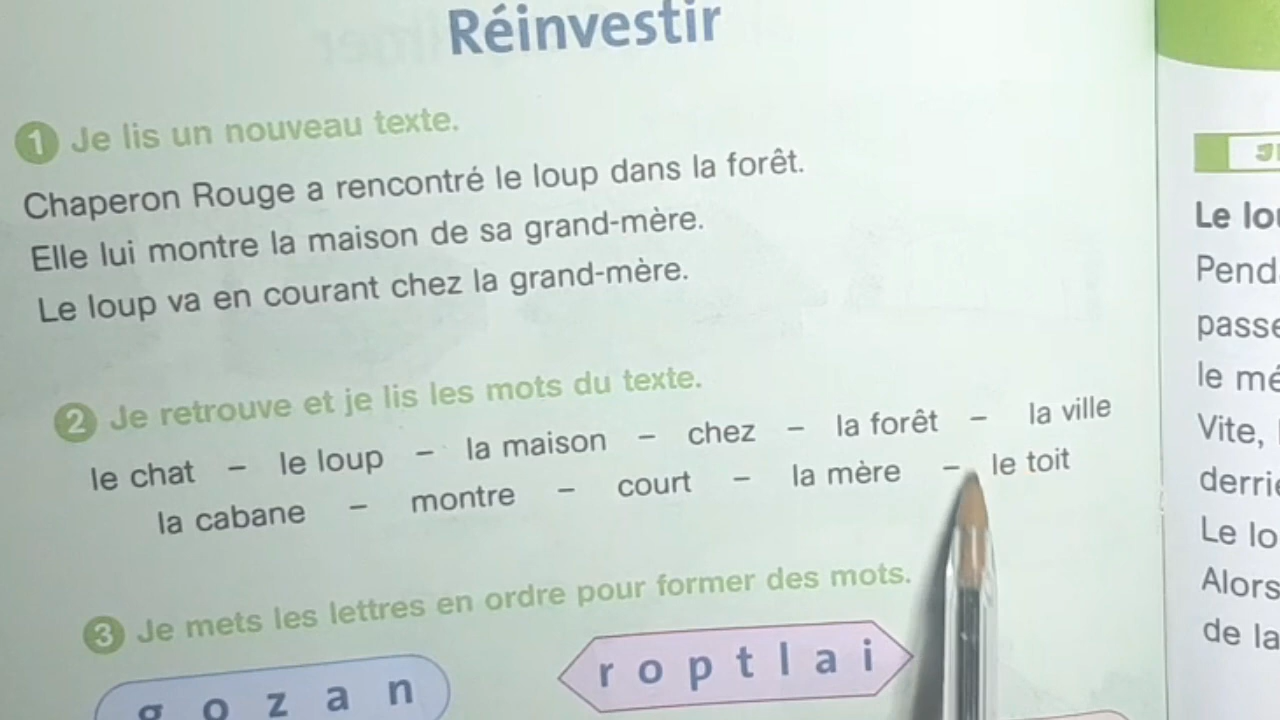 Réinvestir
1 Je lis un nouveau texte.
Chaperon Rouge a rencontré le loup dans la forêt.
Elle lui montre la maison de sa grand-mère.
Le loup va en courant chez la grand-mère.
2 Je retrouve et je lis les mots du texte.
le chat – le loup – la maison – chez – la forêt – la ville
la cabane – montre – court – la mère – le toit
3 Je mets les lettres en ordre pour former des mots.
g o z a n
r o p t l a i
Le
Pend
passe
le mé
Vite,
derriè
Le lo
Alors
de la